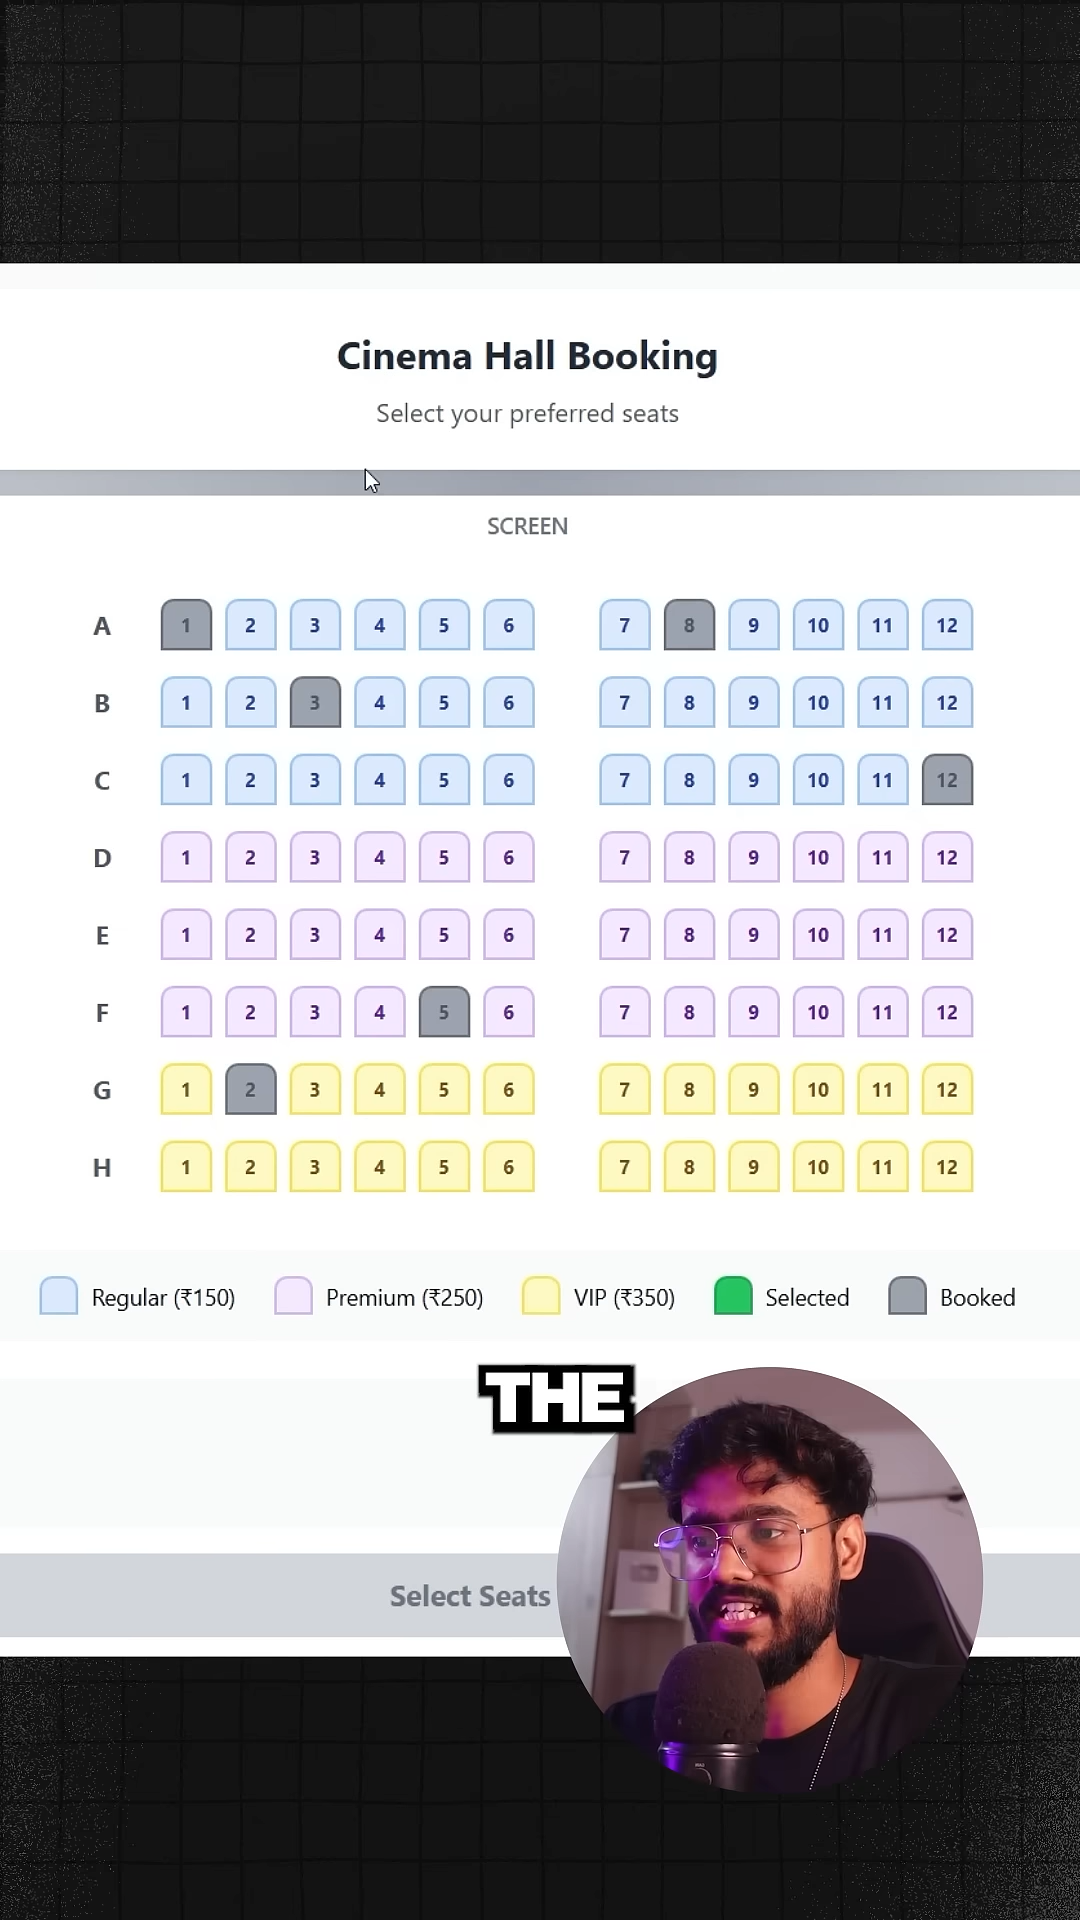 Cinema Hall Booking
Select your preferred seats
SCREEN
A 1 2 3 4 5 6 7 8 9 10 11 12
B 1 2 3 4 5 6 7 8 9 10 11 12
C 1 2 3 4 5 6 7 8 9 10 11 12
D 1 2 3 4 5 6 7 8 9 10 11 12
E 1 2 3 4 5 6 7 8 9 10 11 12
F 1 2 3 4 5 6 7 8 9 10 11 12
G 1 2 3 4 5 6 7 8 9 10 11 12
H 1 2 3 4 5 6 7 8 9 10 11 12
Regular (₹150) Premium (₹250) VIP (₹350) Selected Booked
THE
Select Seats